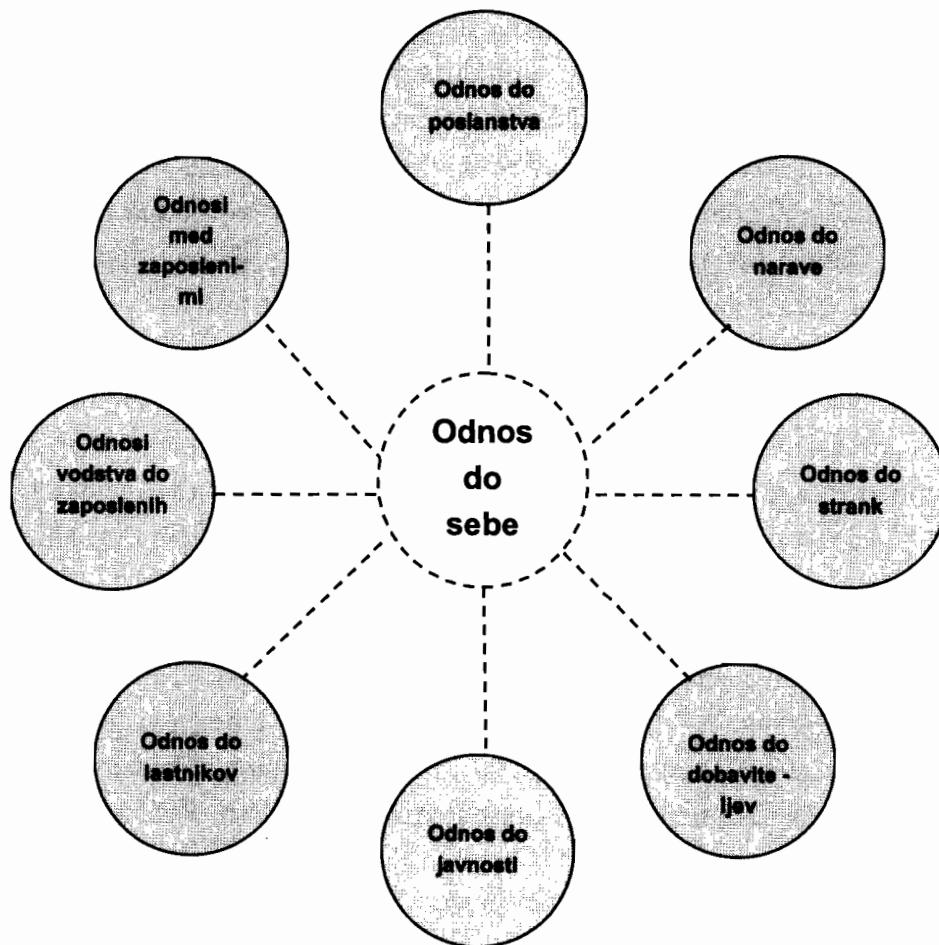 Odnos do
poslanstva
Odnosi
med
zaposleni-
mi
Odnos do
narave
Odnosi
vodstva do
zaposlenih
Odnos
do
sebe
Odnos do
strank
Odnos do
lastnikov
Odnos do
dobavite -
ljev
Odnos do
javnosti